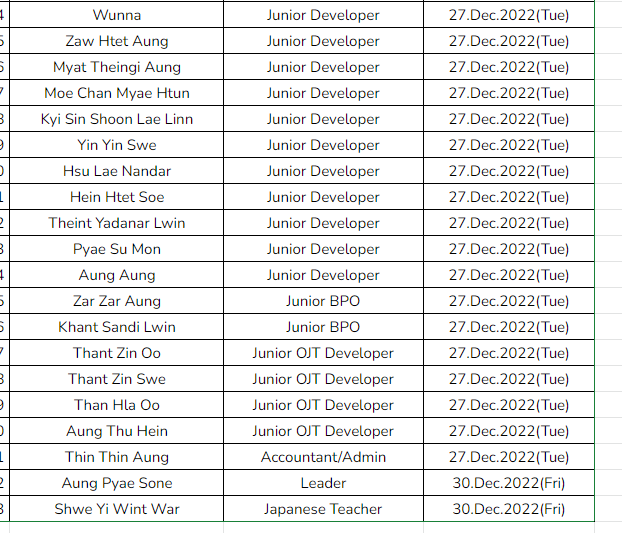 4 Wunna Junior Developer 27.Dec.2022(Tue)
5 Zaw Htet Aung Junior Developer 27.Dec.2022(Tue)
6 Myat Theingi Aung Junior Developer 27.Dec.2022(Tue)
7 Moe Chan Myae Htun Junior Developer 27.Dec.2022(Tue)
8 Kyi Sin Shoon Lae Linn Junior Developer 27.Dec.2022(Tue)
9 Yin Yin Swe Junior Developer 27.Dec.2022(Tue)
0 Hsu Lae Nandar Junior Developer 27.Dec.2022(Tue)
1 Hein Htet Soe Junior Developer 27.Dec.2022(Tue)
2 Theint Yadanar Lwin Junior Developer 27.Dec.2022(Tue)
3 Pyae Su Mon Junior Developer 27.Dec.2022(Tue)
4 Aung Aung Junior Developer 27.Dec.2022(Tue)
5 Zar Zar Aung Junior BPO 27.Dec.2022(Tue)
6 Khant Sandi Lwin Junior BPO 27.Dec.2022(Tue)
7 Thant Zin Oo Junior OJT Developer 27.Dec.2022(Tue)
8 Thant Zin Swe Junior OJT Developer 27.Dec.2022(Tue)
9 Than Hla Oo Junior OJT Developer 27.Dec.2022(Tue)
0 Aung Thu Hein Junior OJT Developer 27.Dec.2022(Tue)
1 Thin Thin Aung Accountant/Admin 27.Dec.2022(Tue)
2 Aung Pyae Sone Leader 30.Dec.2022(Fri)
3 Shwe Yi Wint War Japanese Teacher 30.Dec.2022(Fri)